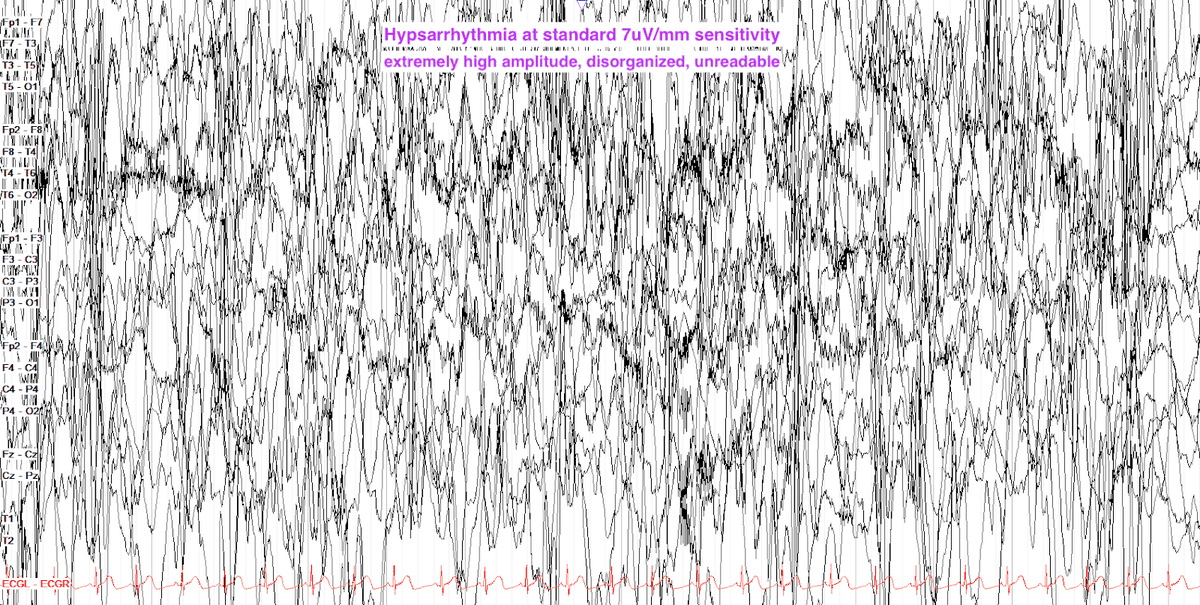 Hypsarrhythmia at standard 7uV/mm sensitivity
extremely high amplitude, disorganized, unreadable
Fp1 - F7
F7 - T3
T3 - T5
T5 - O1
Fp2 - F8
F8 - T4
T4 - T6
T6 - O2
Fp1 - F3
F3 - C3
C3 - P3
P3 - O1
Fp2 - F4
F4 - C4
C4 - P4
P4 - O2
Fz - Cz
Cz - Pz
T1
T2
ECGL - ECGR